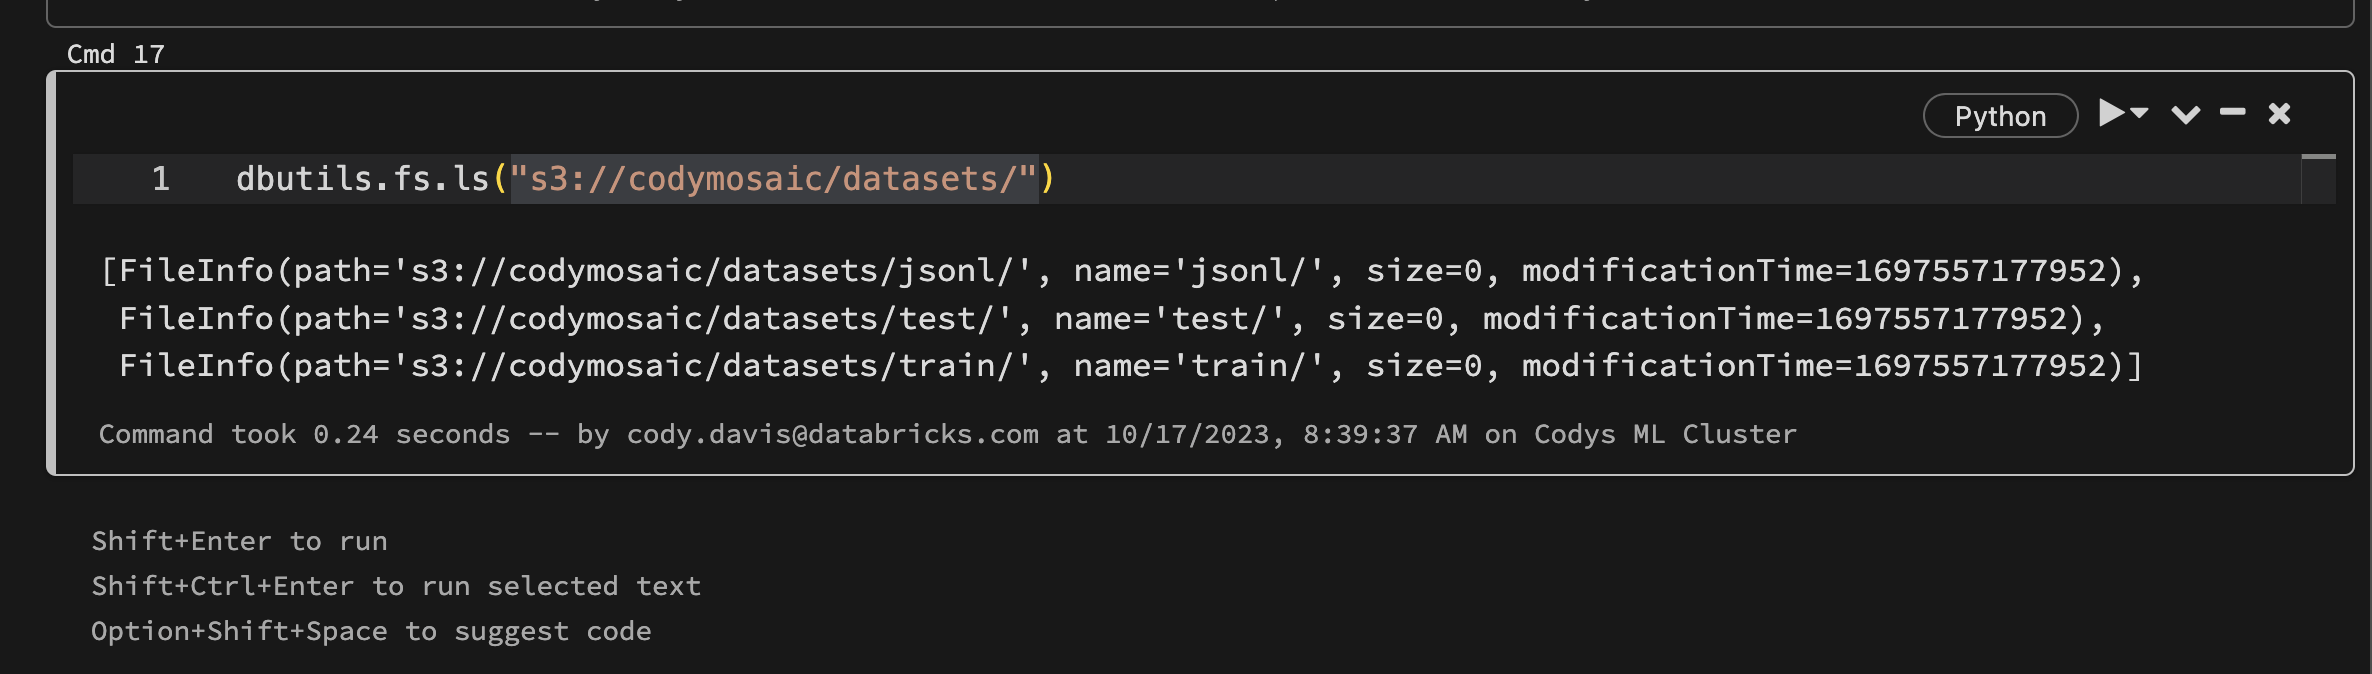 Cmd 17
Python
1 dbutils.fs.ls("s3://codymosaic/datasets/")
[FileInfo(path='s3://codymosaic/datasets/jsonl/', name='jsonl/', size=0, modificationTime=1697557177952),
FileInfo(path='s3://codymosaic/datasets/test/', name='test/', size=0, modificationTime=1697557177952),
FileInfo(path='s3://codymosaic/datasets/train/', name='train/', size=0, modificationTime=1697557177952)]
Command took 0.24 seconds -- by cody.davis@databricks.com at 10/17/2023, 8:39:37 AM on Codys ML Cluster
Shift+Enter to run
Shift+Ctrl+Enter to run selected text
Option+Shift+Space to suggest code